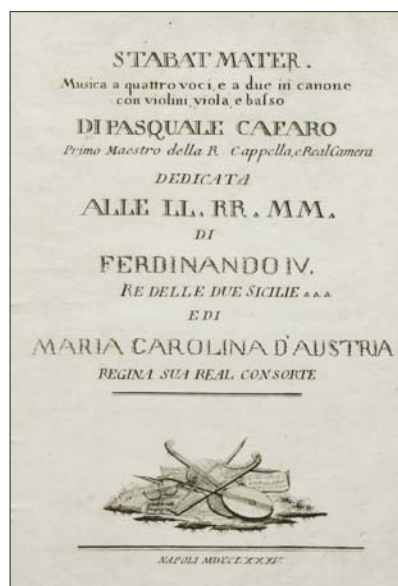 STABAT MATER.
Musica a quattro voci, e a due in canone
con violini, viola, e basso
DI PASQUALE CAFARO
Primo Maestro della R. Cappella, e Real Camera
DEDICATA
ALLE LL. RR. MM.
DI
FERDINANDO IV.
RE DELLE DUE SICILIE
E DI
MARIA CAROLINA D'AUSTRIA
REGINA SUA REAL CONSORTE
NAPOLI